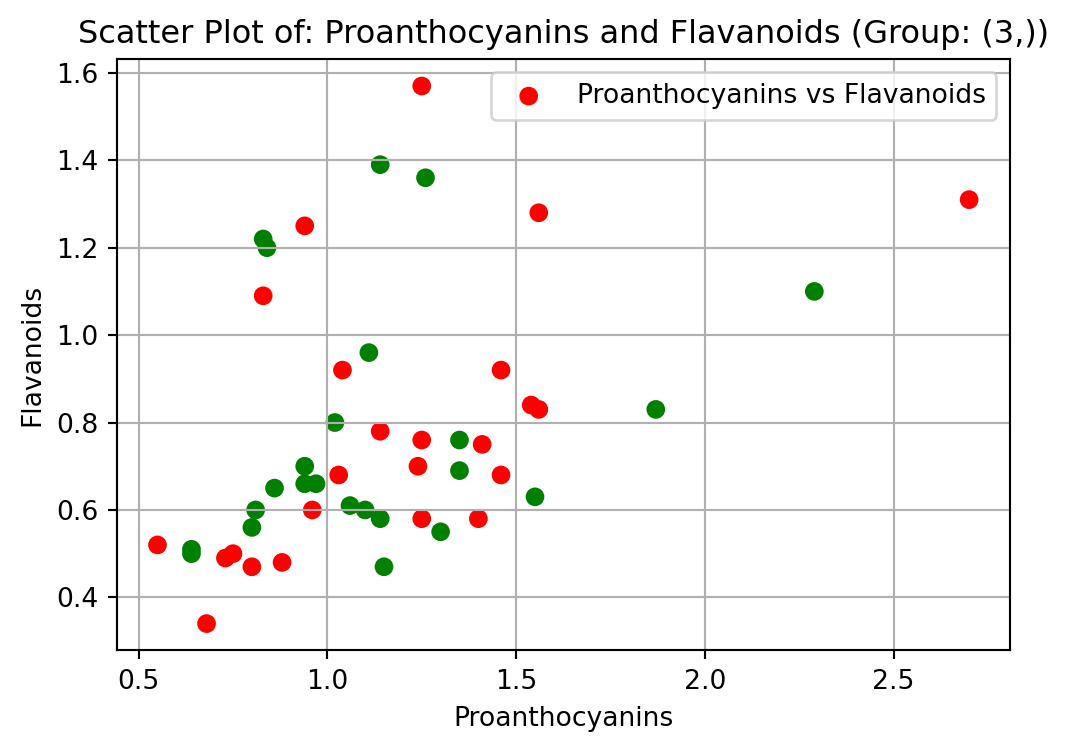 Scatter Plot of: Proanthocyanins and Flavanoids (Group: (3,))
Proanthocyanins vs Flavanoids
1.6
1.4
1.2
1.0
0.8
0.6
0.4
Flavanoids
0.5 1.0 1.5 2.0 2.5
Proanthocyanins